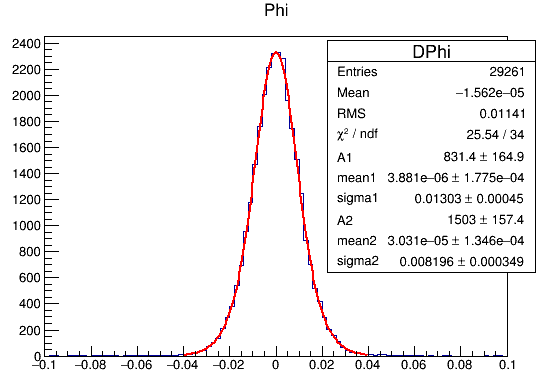 Phi
DPhi
Entries 29261
Mean −1.562e−05
RMS 0.01141
χ² / ndf 25.54 / 34
A1 831.4 ± 164.9
mean1 3.881e−06 ± 1.775e−04
sigma1 0.01303 ± 0.00045
A2 1503 ± 157.4
mean2 3.031e−05 ± 1.346e−04
sigma2 0.008196 ± 0.000349
2400
2200
2000
1800
1600
1400
1200
1000
800
600
400
200
0
−0.1 −0.08 −0.06 −0.04 −0.02 0 0.02 0.04 0.06 0.08 0.1